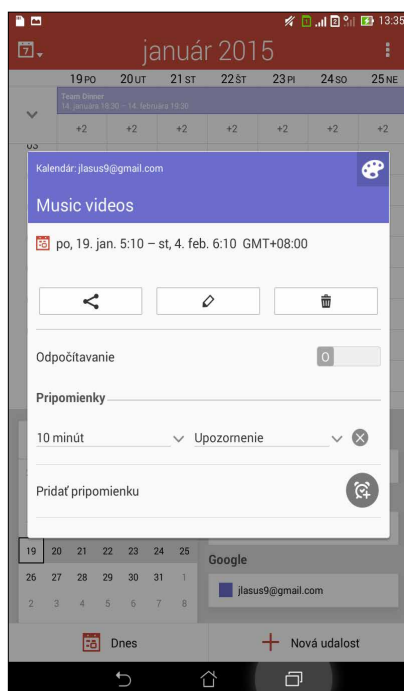 13:35
7
január 2015
19 PO 20 UT 21 ST 22 ŠT 23 PI 24 SO 25 NE
Team Dinner
14. januára 18:30 – 14. februára 19:30
+2 +2 +2 +2 +2 +2 +2
03
Kalendár: jlasus9@gmail.com
Music videos
po, 19. jan. 5:10 – st, 4. feb. 6:10 GMT+08:00
Odpočítavanie
O
Pripomienky
10 minút Upozornenie
Pridať pripomienku
19 20 21 22 23 24 25
Google
26 27 28 29 30 31 1
jlasus9@gmail.com
2 3 4 5 6 7 8
Dnes
Nová udalosť